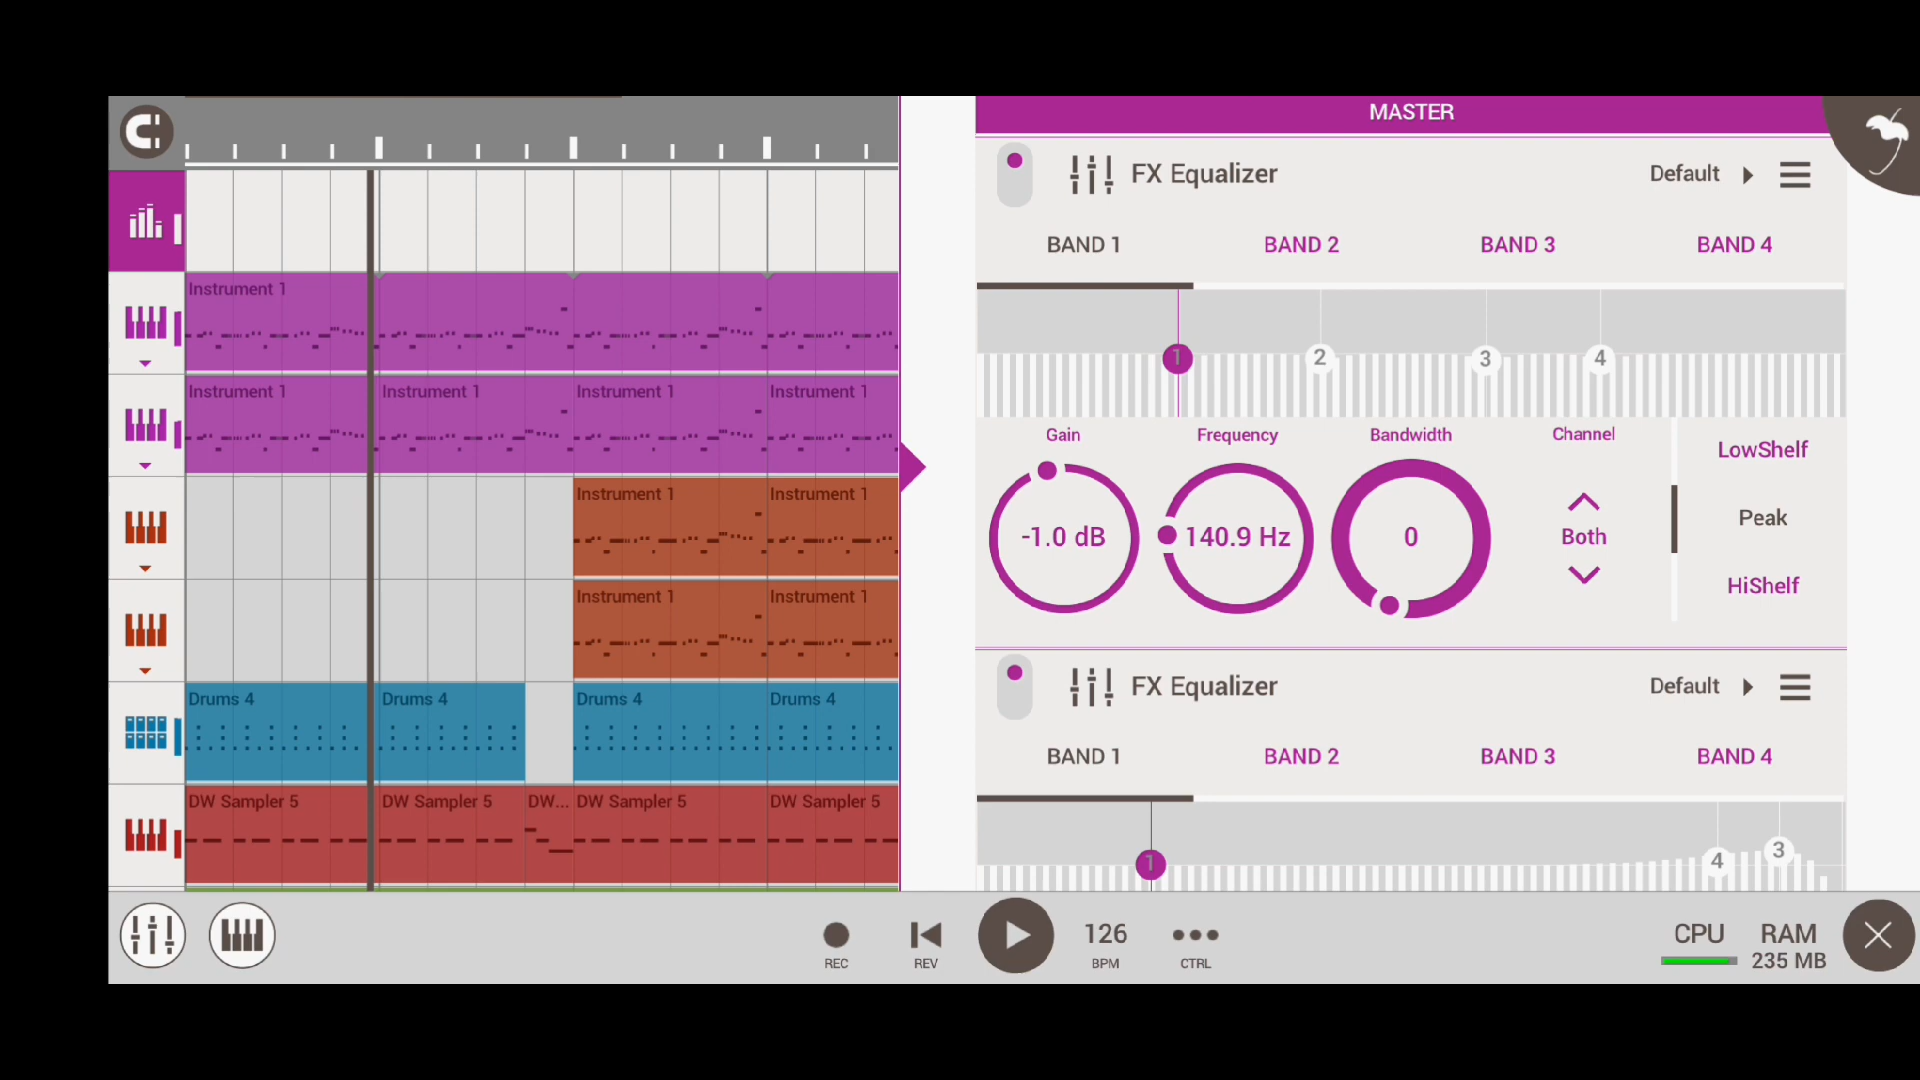 MASTER
FX Equalizer
Default
BAND 1 BAND 2 BAND 3 BAND 4
1 2 3 4
Gain Frequency Bandwidth Channel
-1.0 dB 140.9 Hz 0 Both
LowShelf
Peak
HiShelf
FX Equalizer
Default
BAND 1 BAND 2 BAND 3 BAND 4
1 4 3
Instrument 1
Instrument 1 Instrument 1 Instrument 1 Instrument 1
Instrument 1 Instrument 1
Instrument 1 Instrument 1
Drums 4 Drums 4 Drums 4 Drums 4
DW Sampler 5 DW Sampler 5 DW... DW Sampler 5 DW Sampler 5
REC
REV
126
BPM
CTRL
CPU
RAM
235 MB